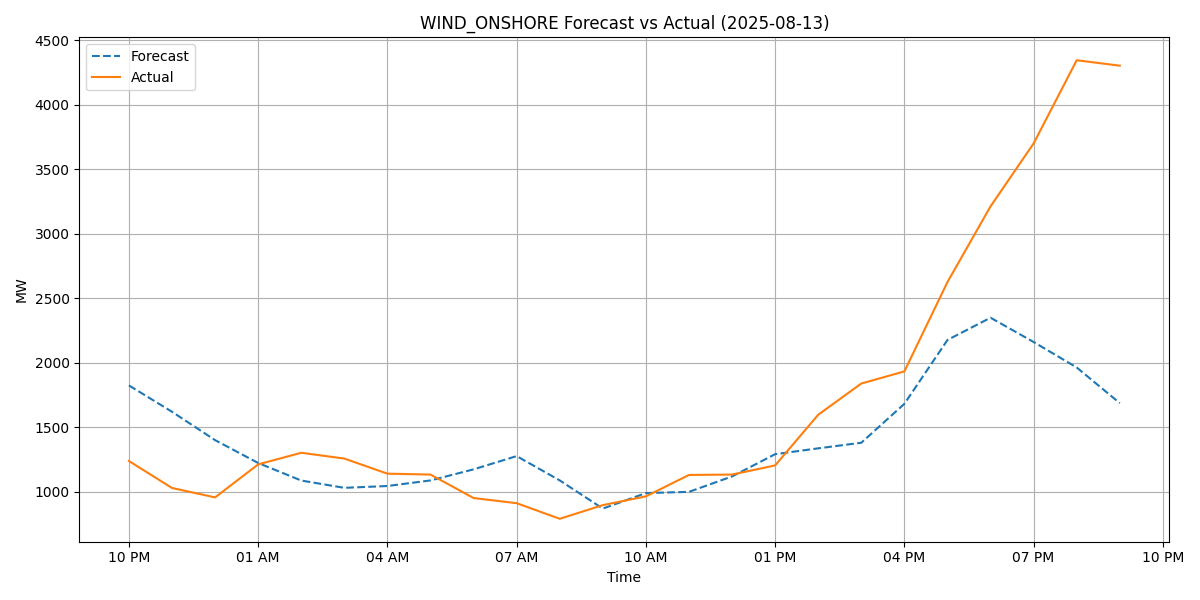 WIND_ONSHORE Forecast vs Actual (2025-08-13)
Forecast
Actual
MW
4500
4000
3500
3000
2500
2000
1500
1000
10 PM 01 AM 04 AM 07 AM 10 AM 01 PM 04 PM 07 PM 10 PM
Time